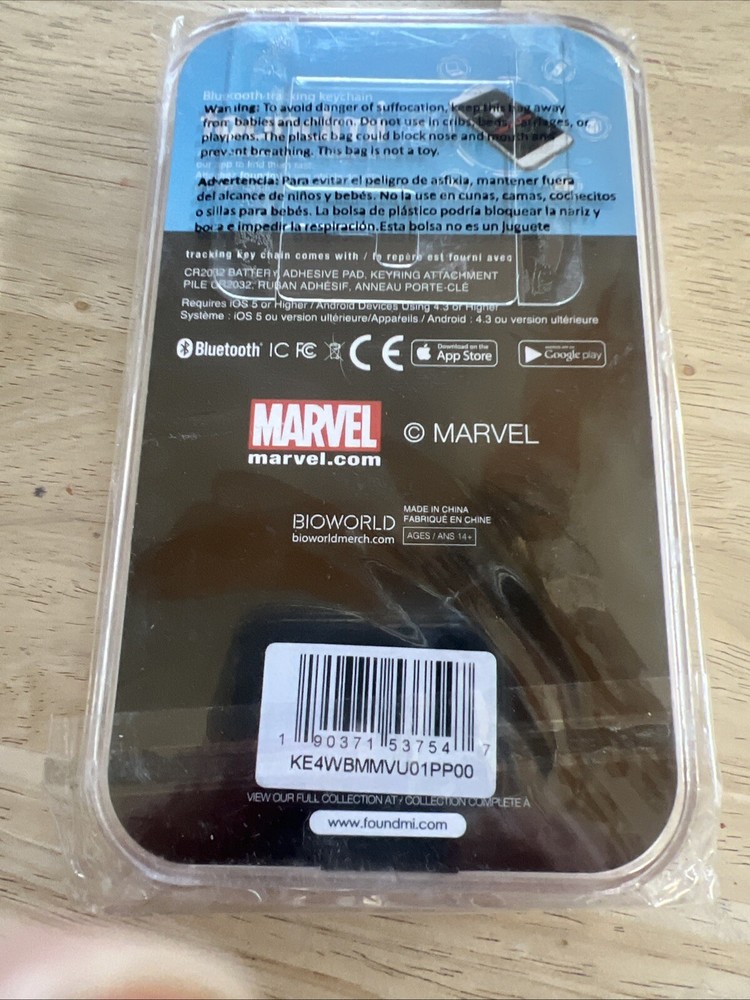 Bluetooth tracking keychain
Warning: To avoid danger of suffocation, keep this bag away
from babies and children. Do not use in cribs, beds, carriages, or
playpens. The plastic bag could block nose and mouth and
prevent breathing. This bag is not a toy.
Advertencia: Para evitar el peligro de asfixia, mantener fuera
del alcance de niños y bebés. No la use en cunas, camas, cochecitos
o sillas para bebés. La bolsa de plástico podría bloquear la nariz y
boca e impedir la respiración.Esta bolsa no es un juguete
tracking key chain comes with / le repère est fourni avec
CR2032 BATTERY, ADHESIVE PAD, KEYRING ATTACHMENT
PILE CR2032, RUBAN ADHÉSIF, ANNEAU PORTE-CLÉ
Requires iOS 5 or Higher / Android Devices Using 4.3 or Higher
Système : iOS 5 ou version ultérieure/Appareils / Android : 4.3 ou version ultérieure
Bluetooth IC FC CE Download on the App Store Google play
MARVEL © MARVEL
marvel.com
BIOWORLD
bioworldmerch.com
MADE IN CHINA
FABRIQUÉ EN CHINE
AGES / ANS 14+
1 90371 53754 7
KE4WBMMVU01PP00
VIEW OUR FULL COLLECTION AT / COLLECTION COMPLETE A
www.foundmi.com